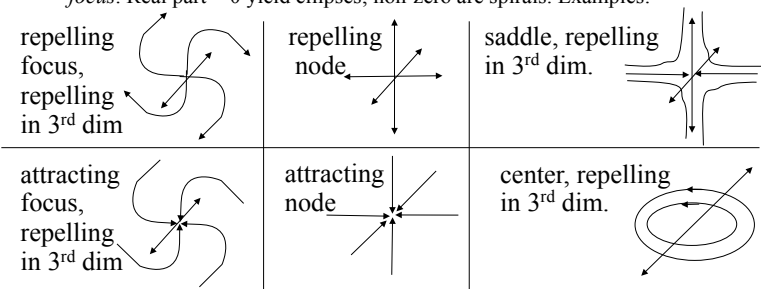 focus. Real part = 0 yield ellipses, non-zero are spirals. Examples:
repelling
focus,
repelling
in 3rd dim
repelling
node
saddle, repelling
in 3rd dim.
attracting
focus,
repelling
in 3rd dim
attracting
node
center, repelling
in 3rd dim.